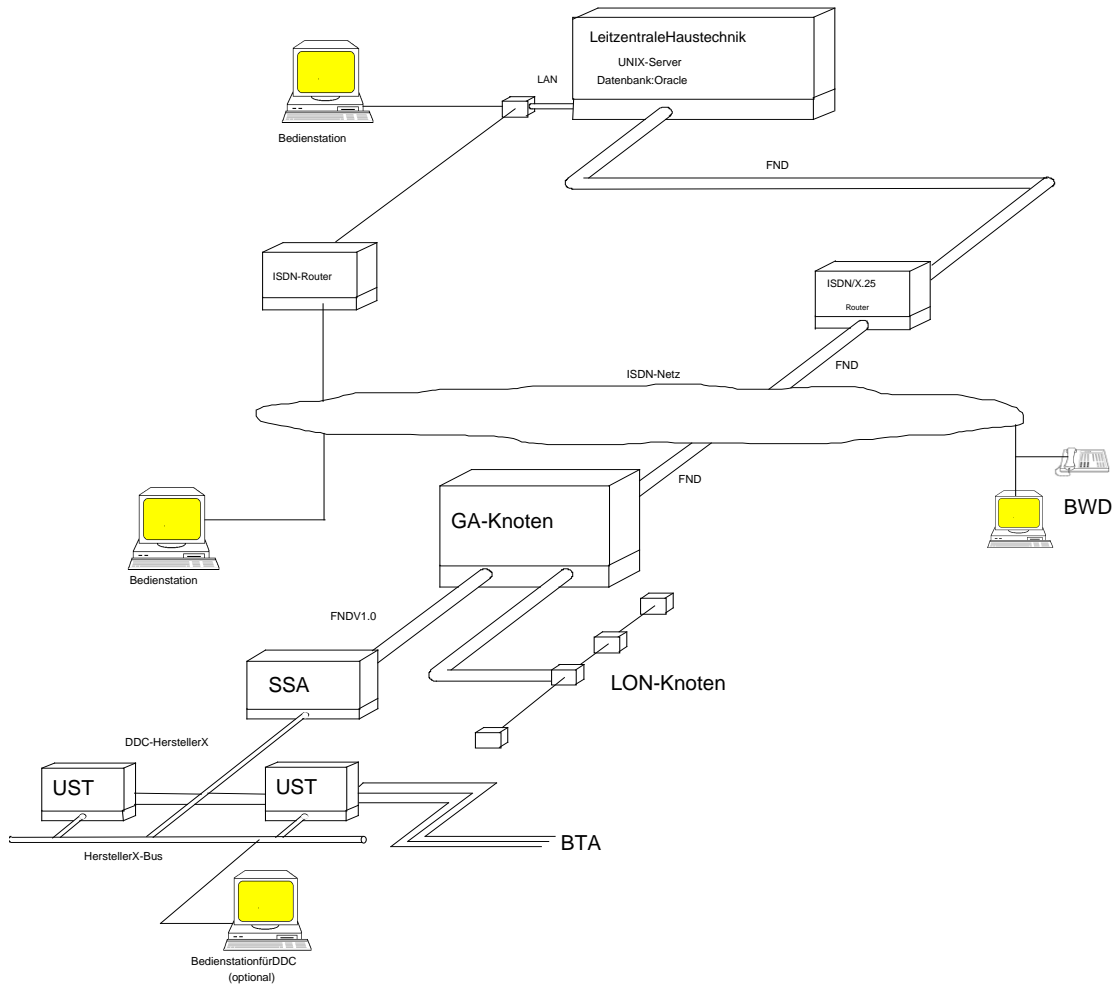 LeitzentraleHaustechnik
UNIX-Server
Datenbank:Oracle
LAN
Bedienstation
FND
ISDN-Router
ISDN/X.25
Router
FND
ISDN-Netz
FND
BWD
GA-Knoten
Bedienstation
FNDV1.0
SSA
LON-Knoten
DDC-HerstellerX
UST
UST
BTA
HerstellerX-Bus
BedienstationfürDDC
(optional)